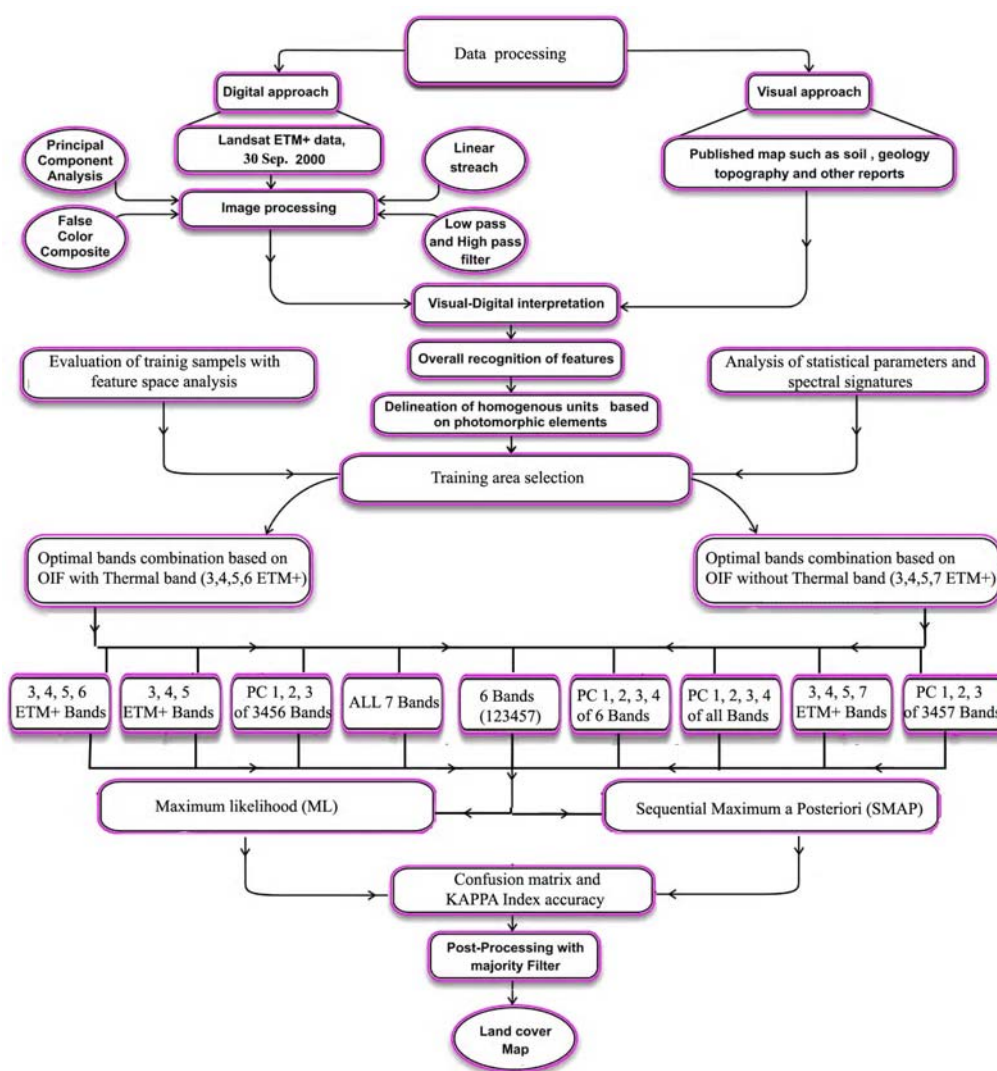 Data processing
Digital approach
Visual approach
Landsat ETM+ data,
30 Sep. 2000
Principal
Component
Analysis
Linear
streach
Published map such as soil , geology
topography and other reports
Image processing
False
Color
Composite
Low pass
and High pass
filter
Visual-Digital interpretation
Overall recognition of features
Evaluation of trainig sampels with
feature space analysis
Analysis of statistical parameters and
spectral signatures
Delineation of homogenous units based
on photomorphic elements
Training area selection
Optimal bands combination based on
OIF with Thermal band (3,4,5,6 ETM+)
Optimal bands combination based on
OIF without Thermal band (3,4,5,7 ETM+)
3, 4, 5, 6
ETM+ Bands
3, 4, 5
ETM+ Bands
PC 1, 2, 3
of 3456 Bands
ALL 7 Bands
6 Bands
(123457)
PC 1, 2, 3, 4
of 6 Bands
PC 1, 2, 3, 4
of all Bands
3, 4, 5, 7
ETM+ Bands
PC 1, 2, 3
of 3457 Bands
Maximum likelihood (ML)
Sequential Maximum a Posteriori (SMAP)
Confusion matrix and
KAPPA Index accuracy
Post-Processing with
majority Filter
Land cover
Map